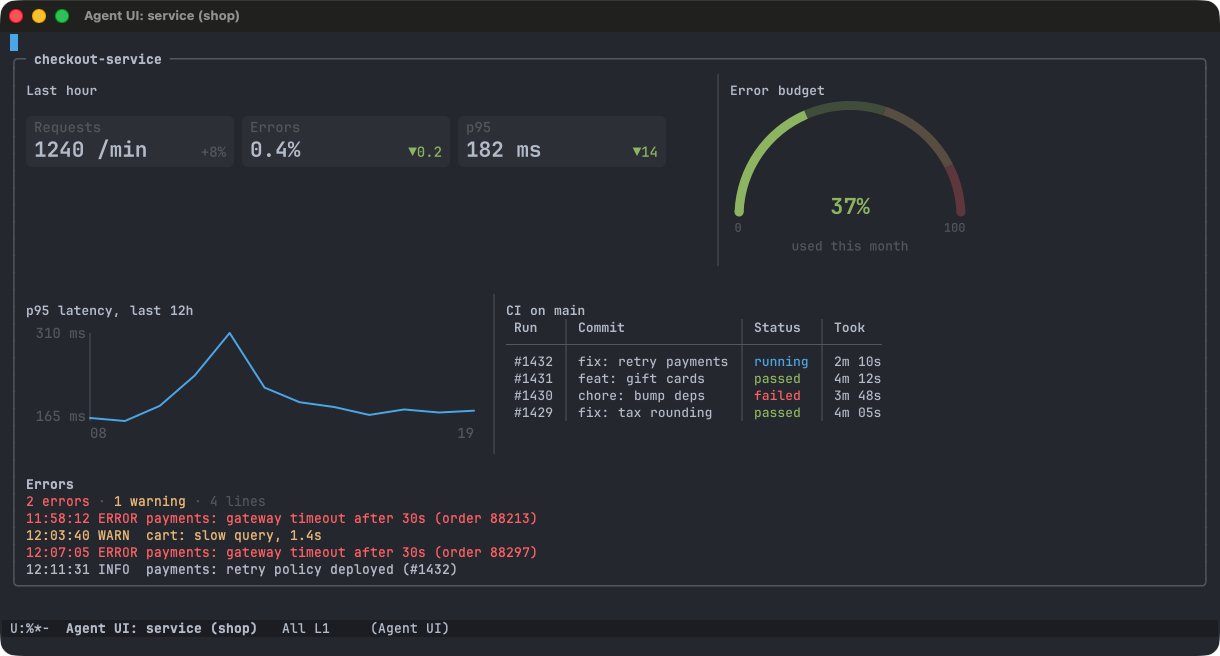 Agent UI: service (shop)
checkout-service
Last hour
Requests
1240 /min +8%
Errors
0.4% ▼0.2
p95
182 ms ▼14
Error budget
37%
0 100
used this month
p95 latency, last 12h
310 ms
165 ms
08 19
CI on main
Run Commit Status Took
#1432 fix: retry payments running 2m 10s
#1431 feat: gift cards passed 4m 12s
#1430 chore: bump deps failed 3m 48s
#1429 fix: tax rounding passed 4m 05s
Errors
2 errors · 1 warning · 4 lines
11:58:12 ERROR payments: gateway timeout after 30s (order 88213)
12:03:40 WARN cart: slow query, 1.4s
12:07:05 ERROR payments: gateway timeout after 30s (order 88297)
12:11:31 INFO payments: retry policy deployed (#1432)
U:%*- Agent UI: service (shop) All L1 (Agent UI)